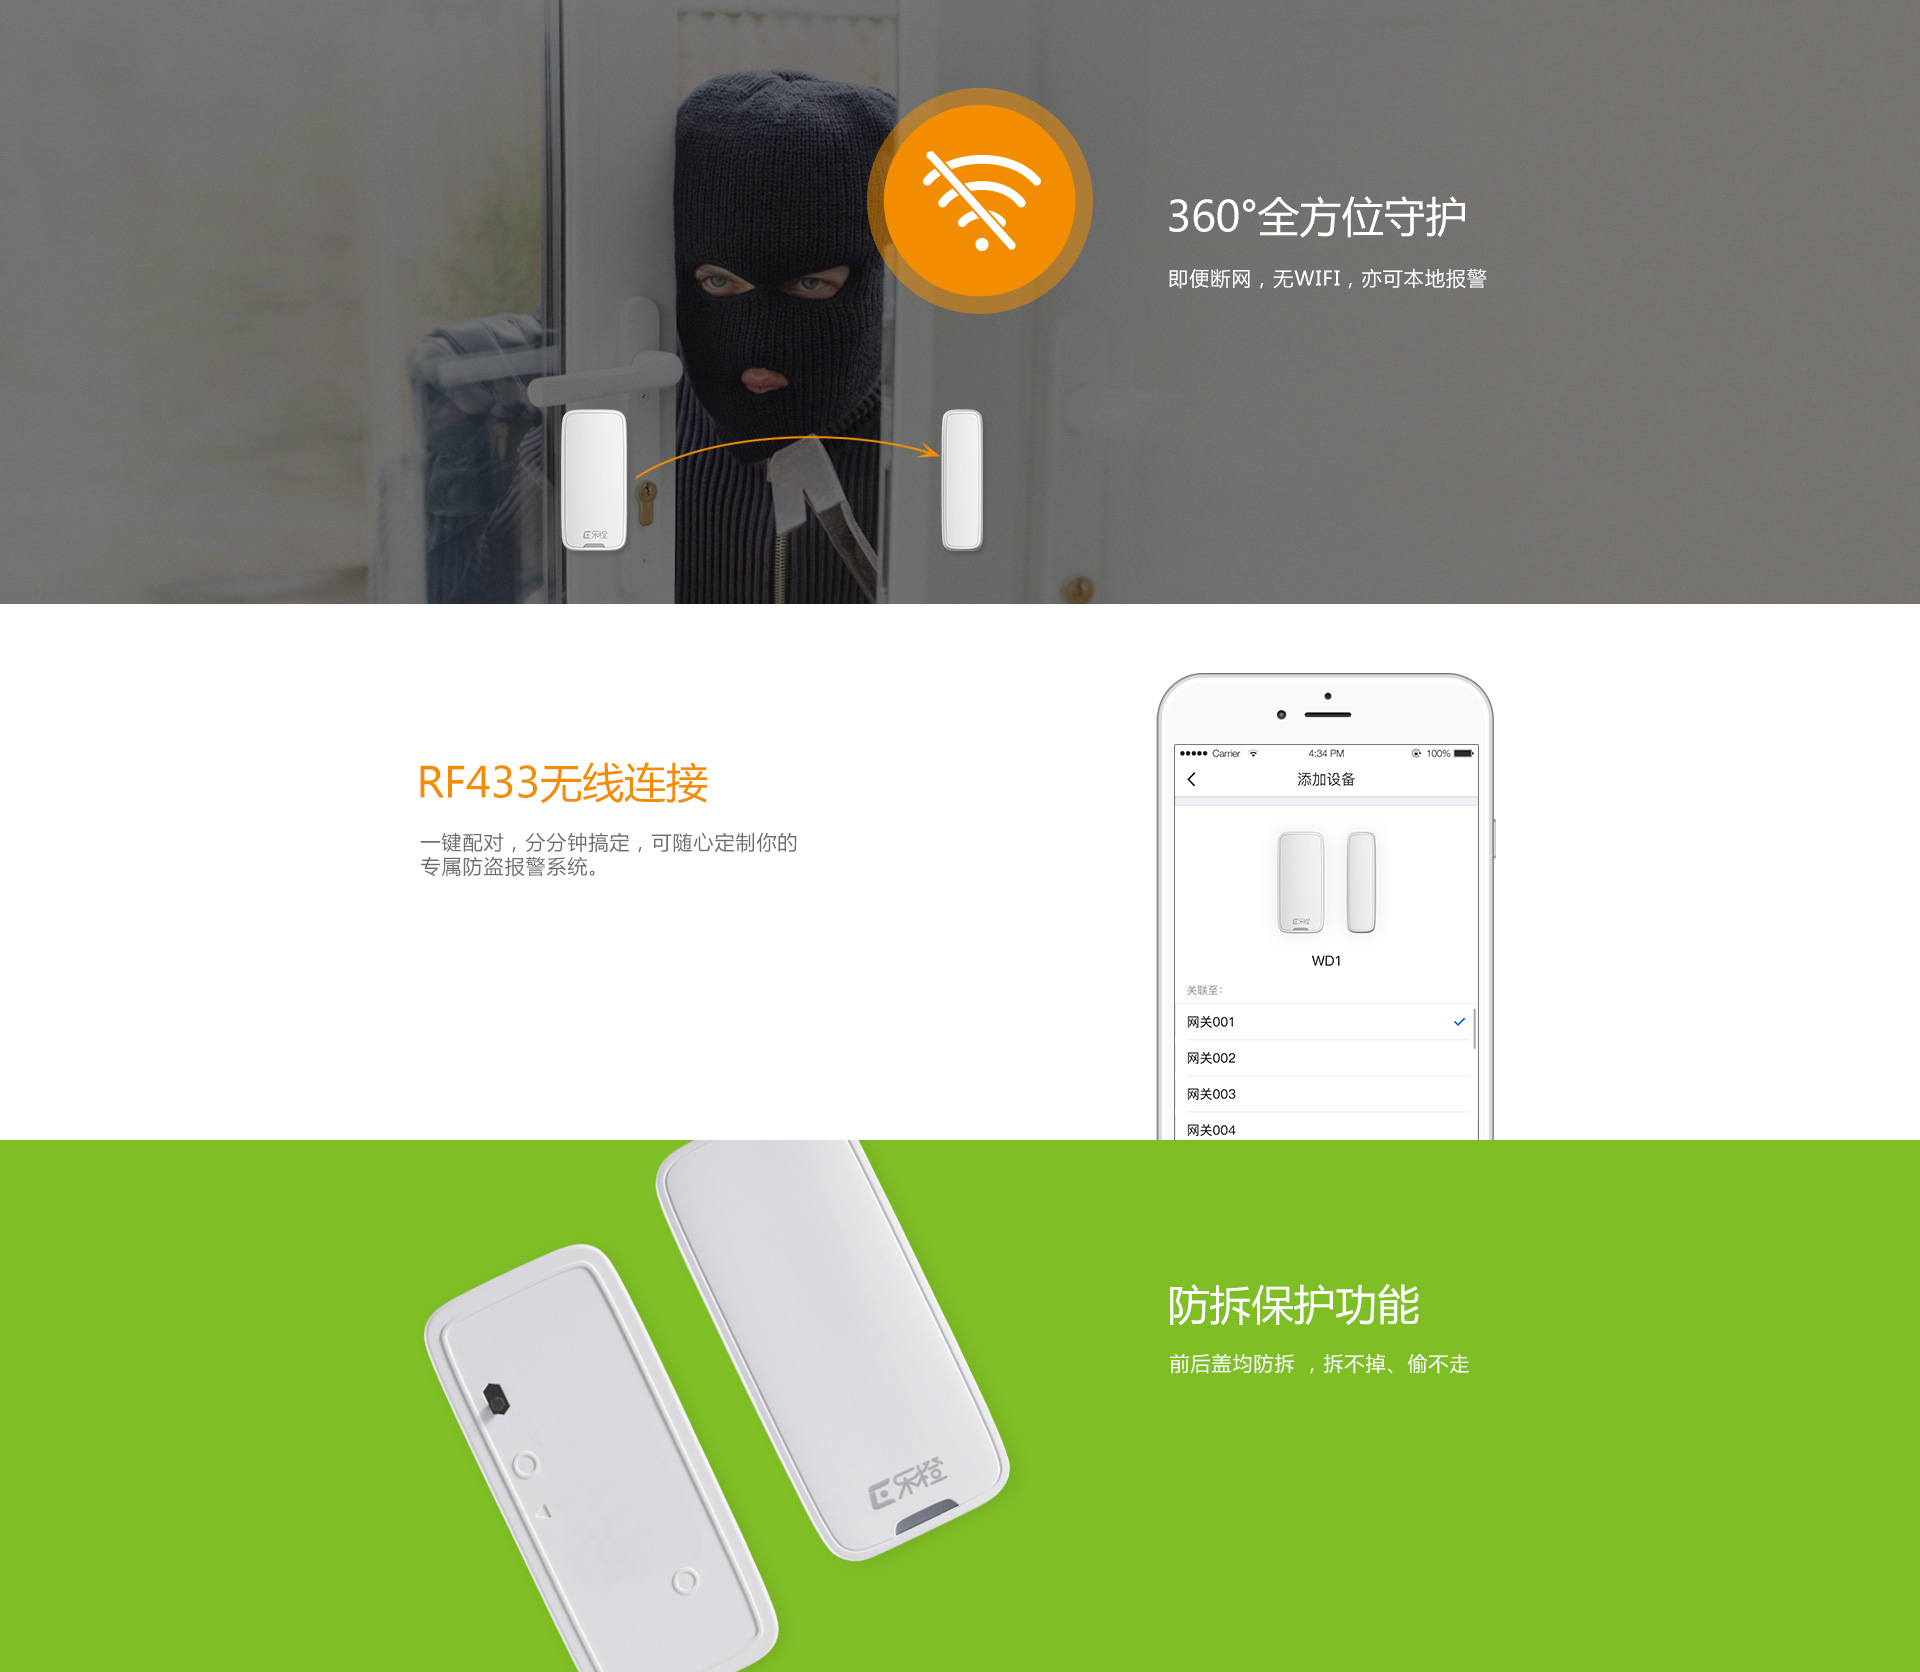 360°全方位守护
即便断网，无WIFI，亦可本地报警
乐橙
RF433无线连接
一键配对，分分钟搞定，可随心定制你的
专属防盗报警系统。
Carrier 4:34 PM 100%
添加设备
乐橙
WD1
关联至：
网关001
网关002
网关003
网关004
防拆保护功能
前后盖均防拆 ，拆不掉、偷不走
乐橙